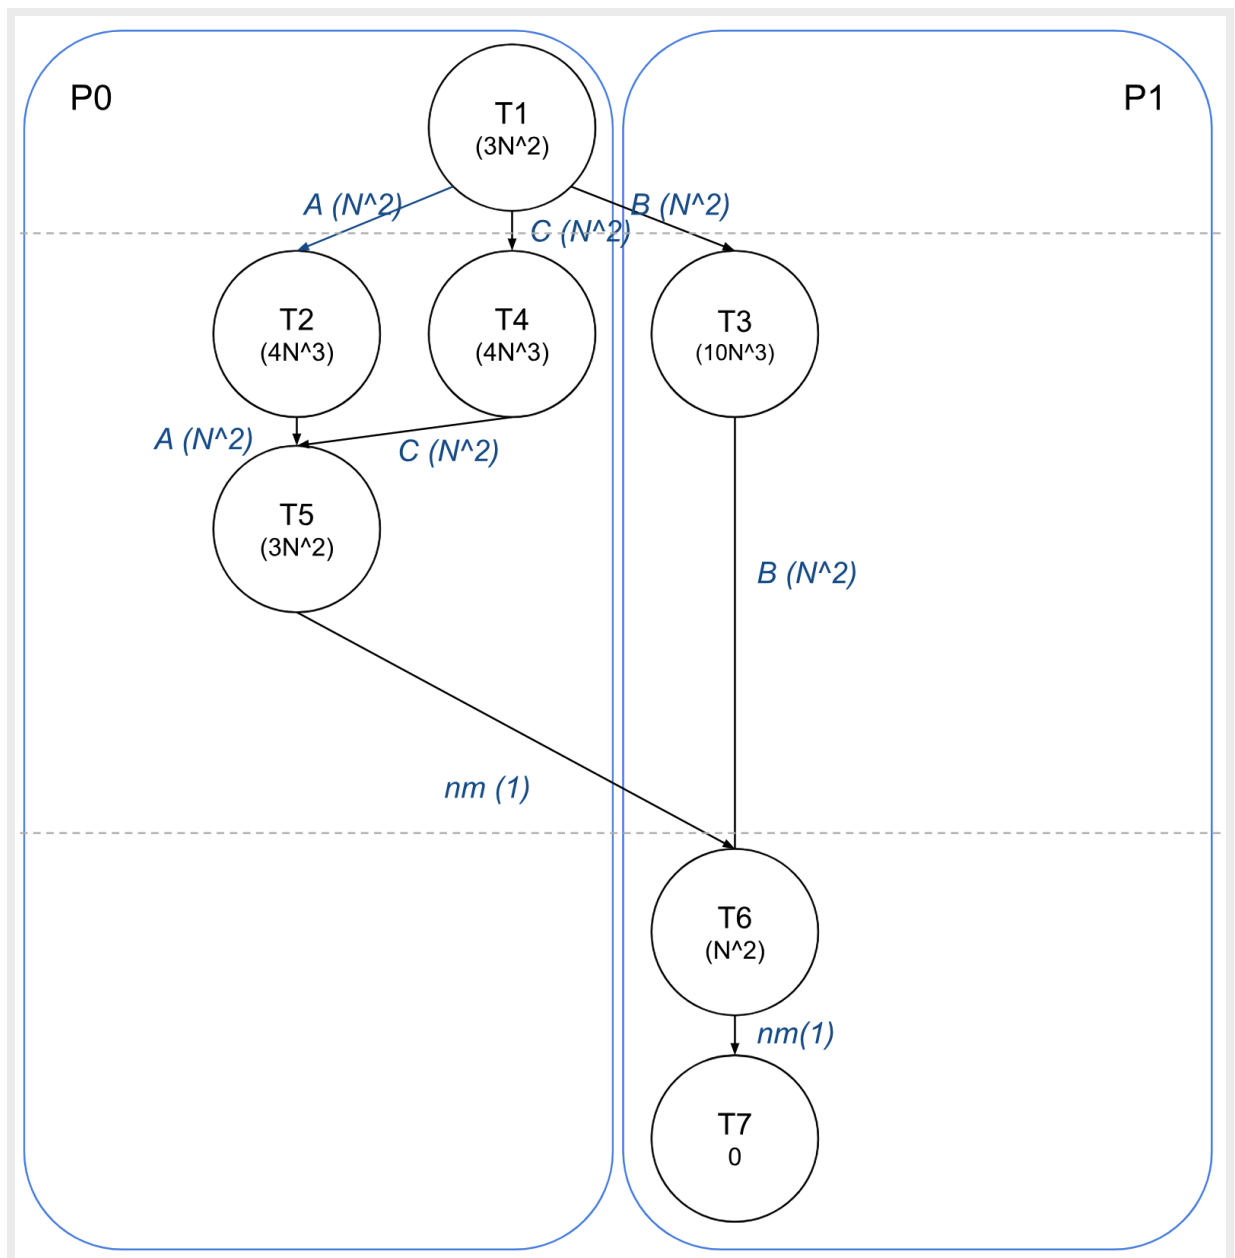 P0
P1
T1
(3N^2)
A (N^2)
B (N^2)
C (N^2)
T2
(4N^3)
T4
(4N^3)
T3
(10N^3)
A (N^2)
C (N^2)
T5
(3N^2)
B (N^2)
nm (1)
T6
(N^2)
nm(1)
T7
0